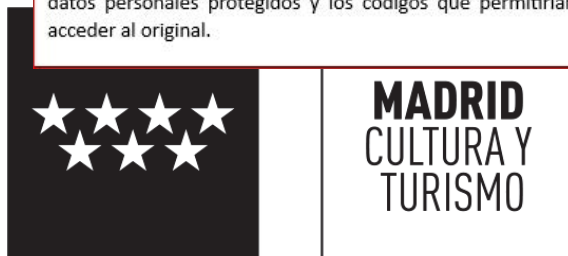 datos personales protegidos y los códigos que permitirían
acceder al original.
MADRID
CULTURA Y
TURISMO